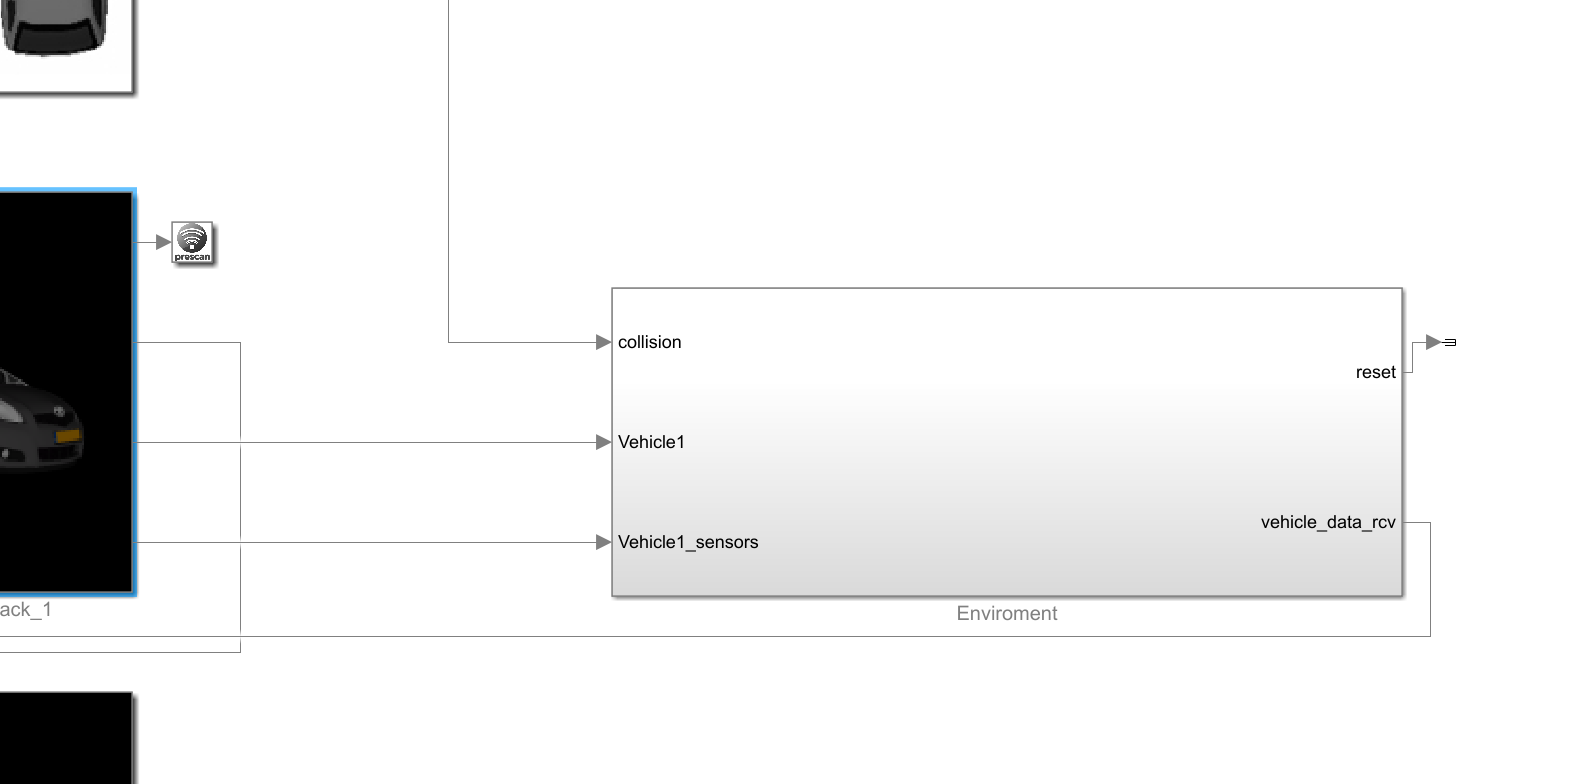 prescan
collision
reset
Vehicle1
vehicle_data_rcv
Vehicle1_sensors
ack_1
Enviroment